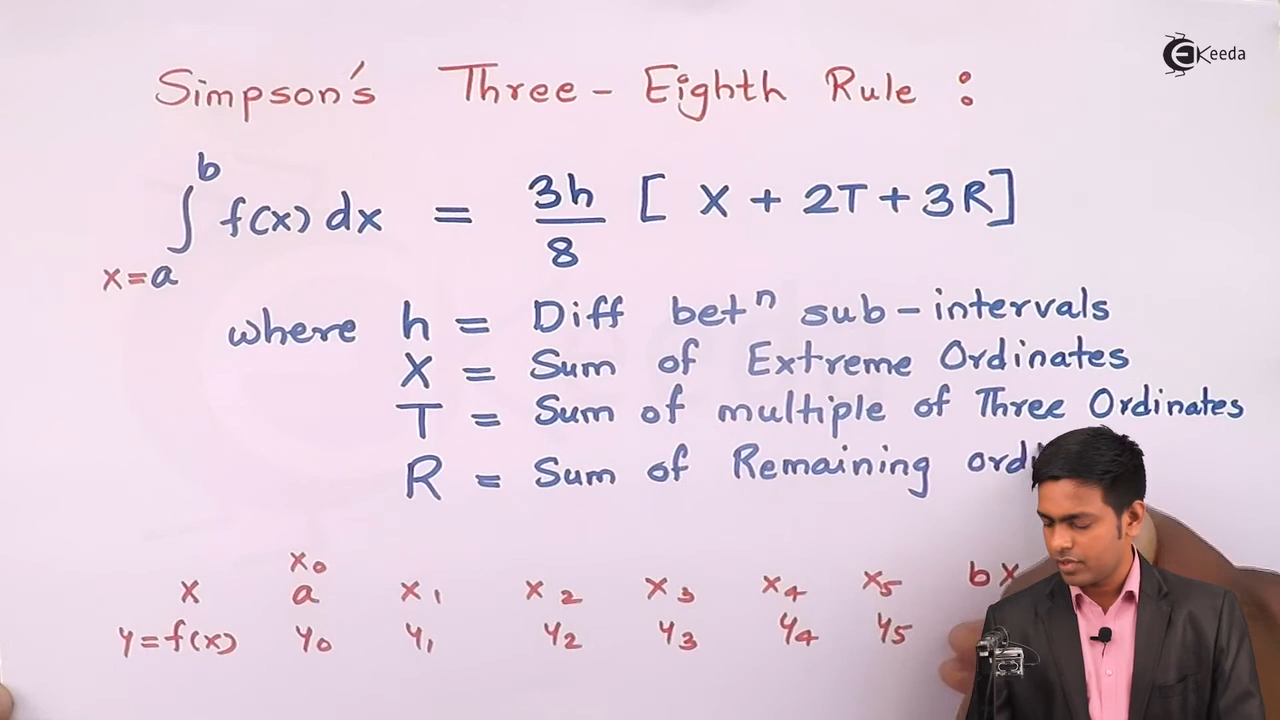 EKeeda
Simpson's Three-Eighth Rule :
∫ₓ₌ₐᵇ f(x) dx = 3h/8 [ X + 2T + 3R ]
where h = Diff betⁿ sub-intervals
X = Sum of Extreme Ordinates
T = Sum of multiple of Three Ordinates
R = Sum of Remaining
x₀
x a x₁ x₂ x₃ x₄ x₅ b x
y=f(x) y₀ y₁ y₂ y₃ y₄ y₅